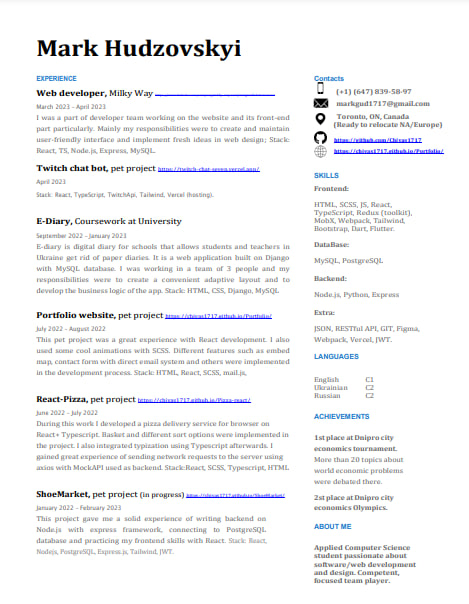 Mark Hudzovskyi
EXPERIENCE
Web developer, Milky Way
March 2023 – April 2023
I was a part of developer team working on the website and its front-end
part particularly. Mainly my responsibilities were to create and maintain
user-friendly interface and implement fresh ideas in web design; Stack:
React, TS, Node.js, Express, MySQL.
Twitch chat bot, pet project https://twitch-chat-seven.vercel.app/
April 2023
Stack: React, TypeScript, TwitchApi, Tailwind, Vercel (hosting).
E-Diary, Coursework at University
September 2022 – January 2023
E-diary is digital diary for schools that allows students and teachers in
Ukraine get rid of paper diaries. It is a web application built on Django
with MySQL database. I was working in a team of 3 people and my
responsibilities were to create a convenient adaptive layout and to
develop the business logic of the app. Stack: HTML, CSS, Django, MySQL
Portfolio website, pet project https://chivas1717.github.io/Portfolio/
July 2022 – August 2022
This pet project was a great experience with React development. I also
used some cool animations with SCSS. Different features such as embed
map, contact form with direct email system and others were implemented
in the development process. Stack: HTML, React, SCSS, mail.js,
React-Pizza, pet project https://chivas1717.github.io/Pizza-react/
June 2022 – July 2022
During this work I developed a pizza delivery service for browser on
React+ Typescript. Basket and different sort options were implemented in
the project. I also integrated typization using Typescript afterwards. I
gained great experience of sending network requests to the server using
axios with MockAPI used as backend. Stack:React, SCSS, Typescript, HTML
ShoeMarket, pet project (in progress) https://chivas1717.github.io/ShoeMarket/
January 2022 – February 2023
This project gave me a solid experience of writing backend on
Node.js with express framework, connecting to PostgreSQL
database and practicing my frontend skills with React. Stack: React,
Nodejs, PostgreSQL, Express.js, Tailwind, JWT.
Contacts
(+1) (647) 839-58-97
markgud1717@gmail.com
Toronto, ON, Canada
(Ready to relocate NA/Europe)
https://github.com/Chivas1717
https://chivas1717.github.io/Portfolio/
SKILLS
Frontend:
HTML, SCSS, JS, React,
TypeScript, Redux (toolkit),
MobX, Webpack, Tailwind,
Bootstrap, Dart, Flutter.
DataBase:
MySQL, PostgreSQL
Backend:
Node.js, Python, Express
Extra:
JSON, RESTful API, GIT, Figma,
Webpack, Vercel, JWT.
LANGUAGES
English C1
Ukrainian C2
Russian C2
ACHIEVEMENTS
1st place at Dnipro city
economics tournament.
More than 20 topics about
world economic problems
were debated there.
2st place at Dnipro city
economics Olympics.
ABOUT ME
Applied Computer Science
student passionate about
software/web development
and design. Competent,
focused team player.